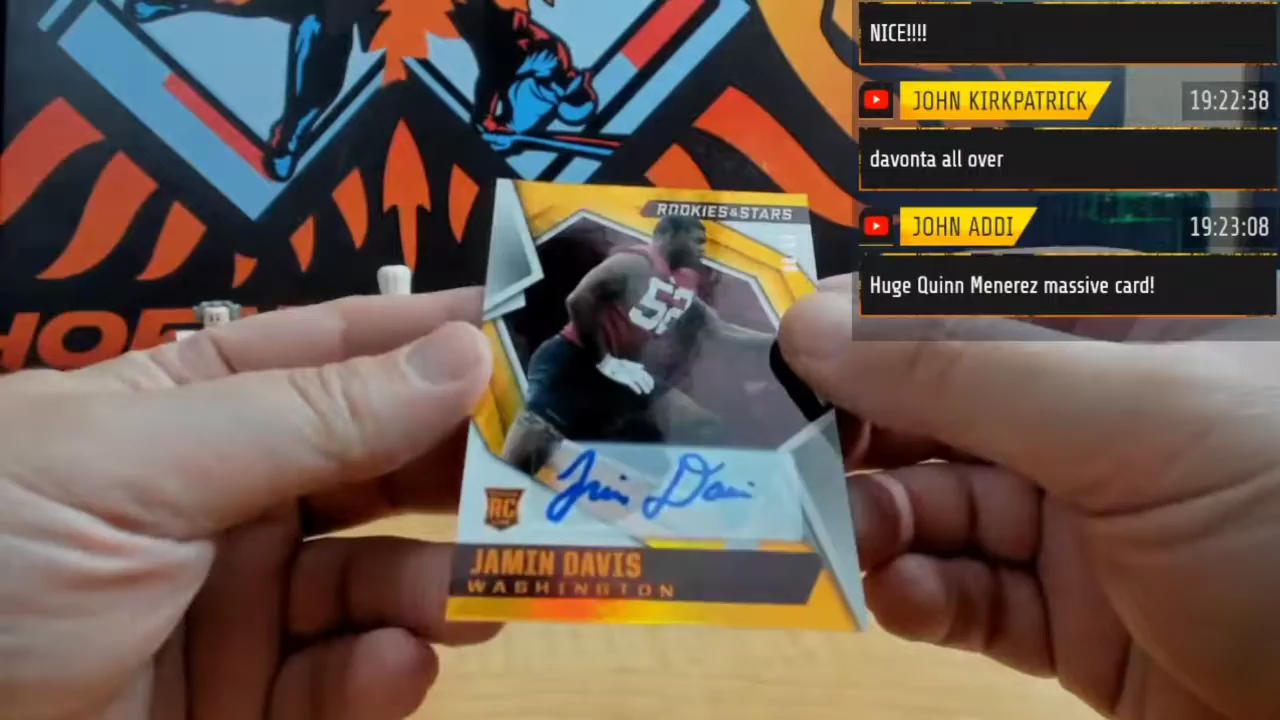 NICE!!!!
JOHN KIRKPATRICK 19:22:38
davonta all over
JOHN ADDI 19:23:08
Huge Quinn Menerez massive card!
ROOKIES&STARS
52
RC
JAMIN DAVIS
WASHINGTON